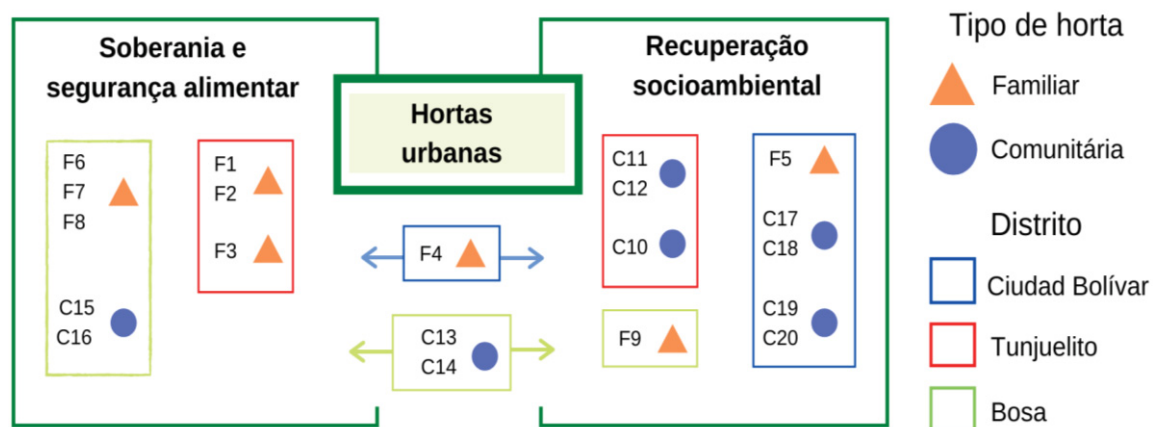 Soberania e
segurança alimentar
F6
F7
F8
C15
C16
F1
F2
F3
Hortas
urbanas
F4
C13
C14
Recuperação
socioambiental
C11
C12
C10
F9
F5
C17
C18
C19
C20
Tipo de horta
Familiar
Comunitária
Distrito
Ciudad Bolívar
Tunjuelito
Bosa